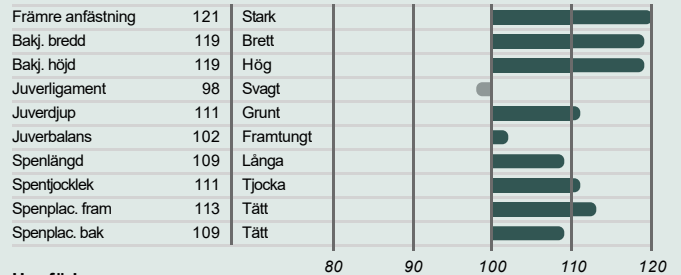 Främre anfästning 121 Stark
Bakj. bredd 119 Brett
Bakj. höjd 119 Hög
Juverligament 98 Svagt
Juverdjup 111 Grunt
Juverbalans 102 Framtungt
Spenlängd 109 Långa
Spentjocklek 111 Tjocka
Spenplac. fram 113 Tätt
Spenplac. bak 109 Tätt
80 90 100 110 120